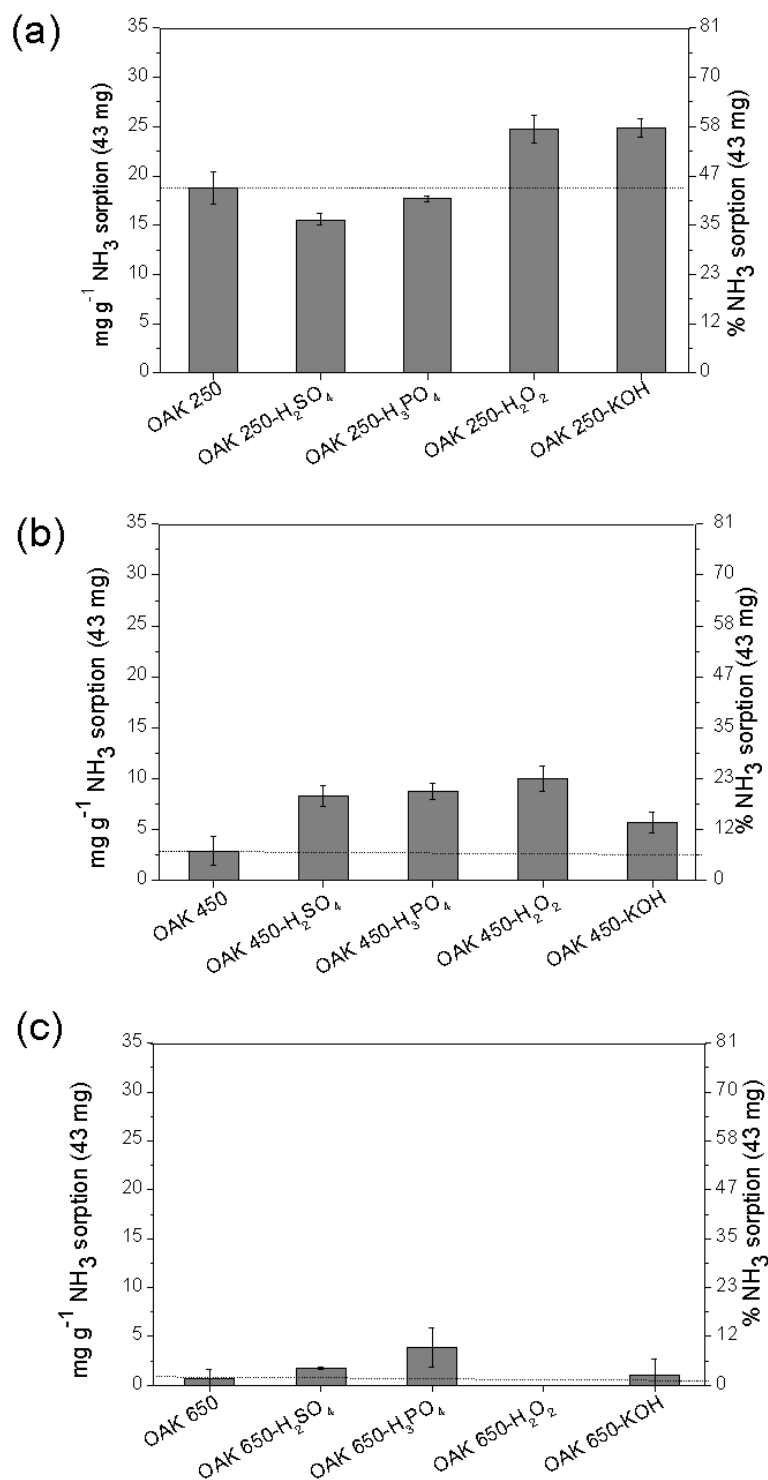 (a)
mg g⁻¹ NH₃ sorption (43 mg)
35
30
25
20
15
10
5
0
81
70
58
47
35
23
12
0
% NH₃ sorption (43 mg)
OAK 250
OAK 250-H₂SO₄
OAK 250-H₃PO₄
OAK 250-H₂O₂
OAK 250-KOH
(b)
mg g⁻¹ NH₃ sorption (43 mg)
35
30
25
20
15
10
5
0
81
70
58
47
35
23
12
0
% NH₃ sorption (43 mg)
OAK 450
OAK 450-H₂SO₄
OAK 450-H₃PO₄
OAK 450-H₂O₂
OAK 450-KOH
(c)
mg g⁻¹ NH₃ sorption (43 mg)
35
30
25
20
15
10
5
0
81
70
58
47
35
23
12
0
% NH₃ sorption (43 mg)
OAK 650
OAK 650-H₂SO₄
OAK 650-H₃PO₄
OAK 650-H₂O₂
OAK 650-KOH